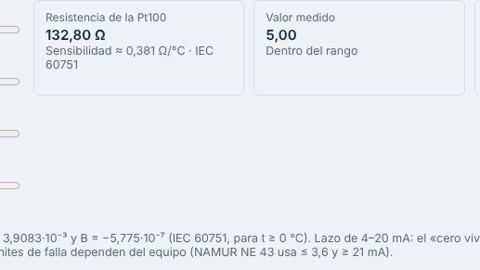 Resistencia de la Pt100
132,80 Ω
Sensibilidad ≈ 0,381 Ω/°C · IEC
60751
Valor medido
5,00
Dentro del rango
3,9083·10⁻³ y B = −5,775·10⁻⁷ (IEC 60751, para t ≥ 0 °C). Lazo de 4–20 mA: el «cero
de falla dependen del equipo (NAMUR NE 43 usa ≤ 3,6 y ≥ 21 mA).